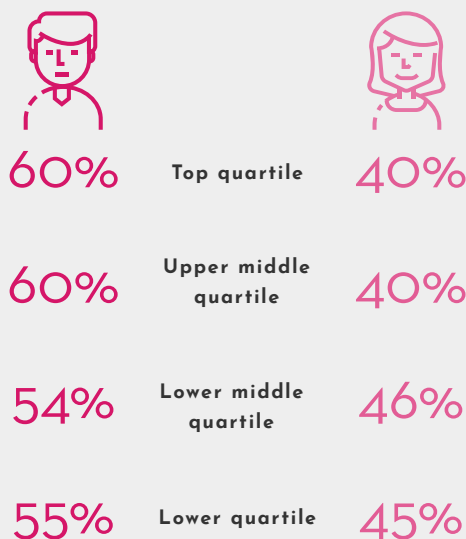 60% Top quartile 40%
60% Upper middle quartile 40%
54% Lower middle quartile 46%
55% Lower quartile 45%